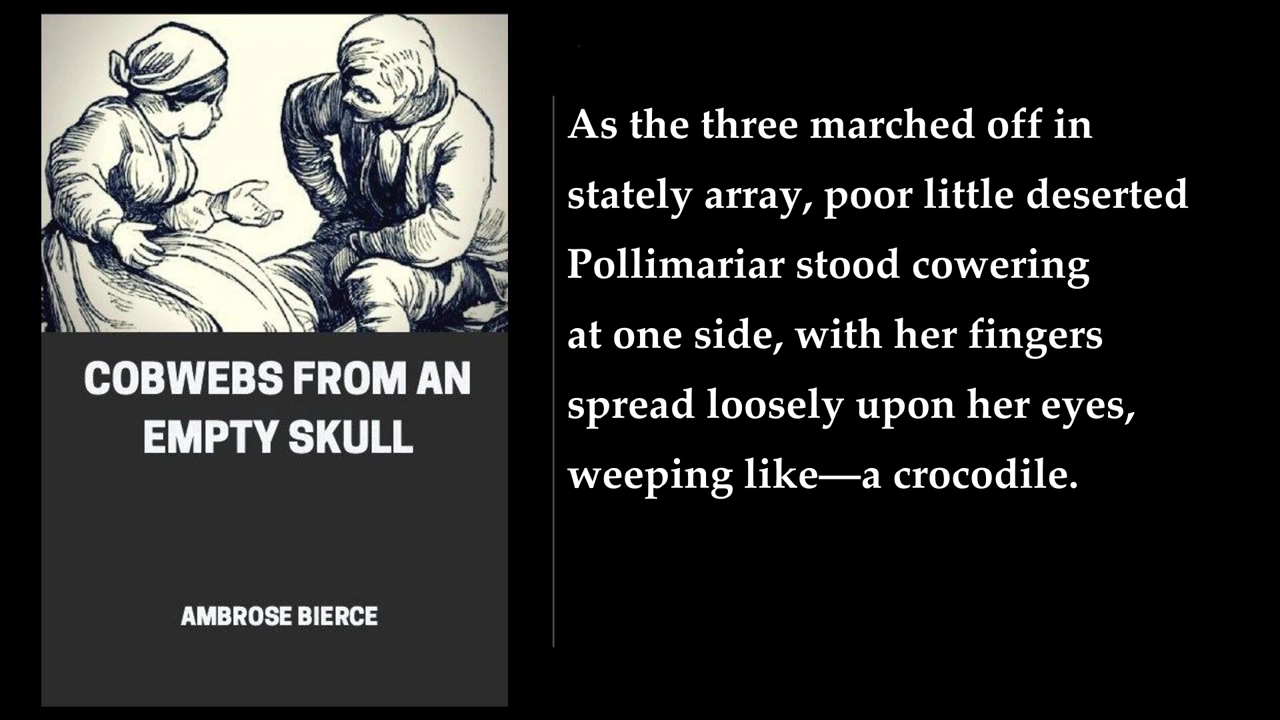 COBWEBS FROM AN
EMPTY SKULL
AMBROSE BIERCE
As the three marched off in
stately array, poor little deserted
Pollimariar stood cowering
at one side, with her fingers
spread loosely upon her eyes,
weeping like—a crocodile.